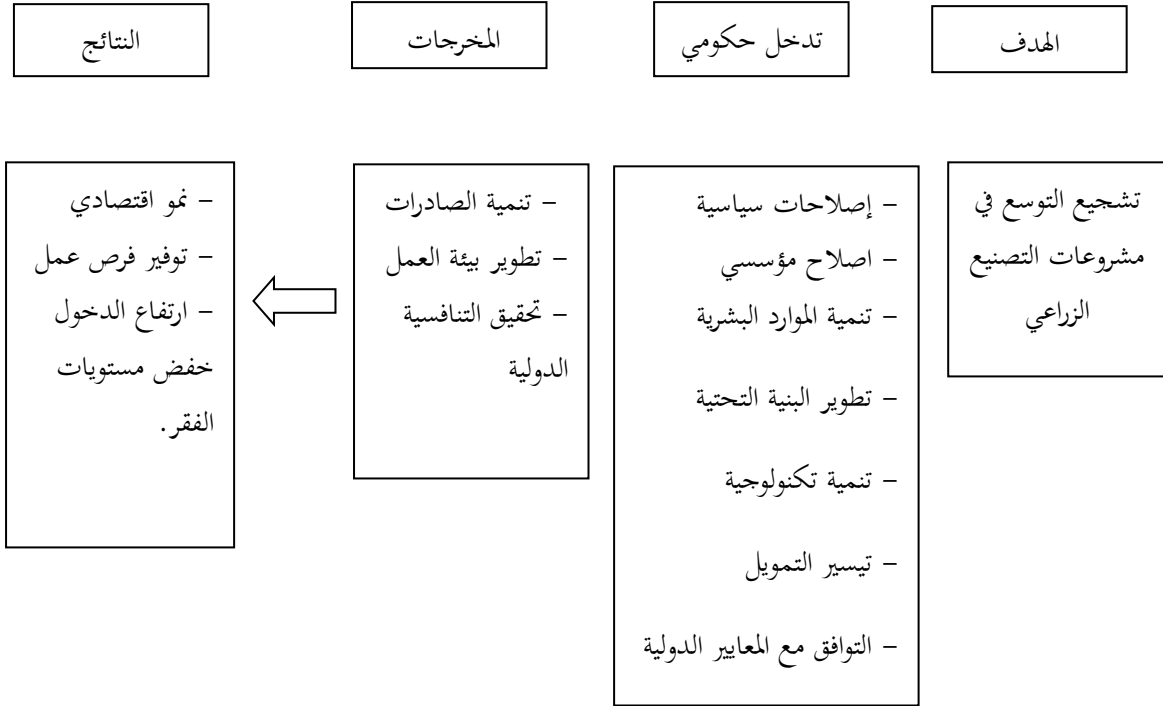 الهدف
تدخل حكومي
المخرجات
النتائج
تشجيع التوسع في
مشروعات التصنيع
الزراعي
– إصلاحات سياسية
– اصلاح مؤسسي
– تنمية الموارد البشرية
– تطوير البنية التحتية
– تنمية تكنولوجية
– تيسير التمويل
– التوافق مع المعايير الدولية
– تنمية الصادرات
– تطوير بيئة العمل
– تحقيق التنافسية
الدولية
– نمو اقتصادي
– توفير فرص عمل
– ارتفاع الدخول
خفض مستويات
الفقر.